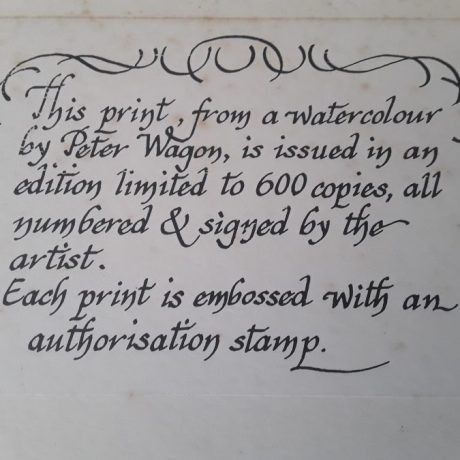 This print, from a watercolour
by Peter Wagon, is issued in an
edition limited to 600 copies, all
numbered & signed by the
artist.
Each print is embossed with an
authorisation stamp.